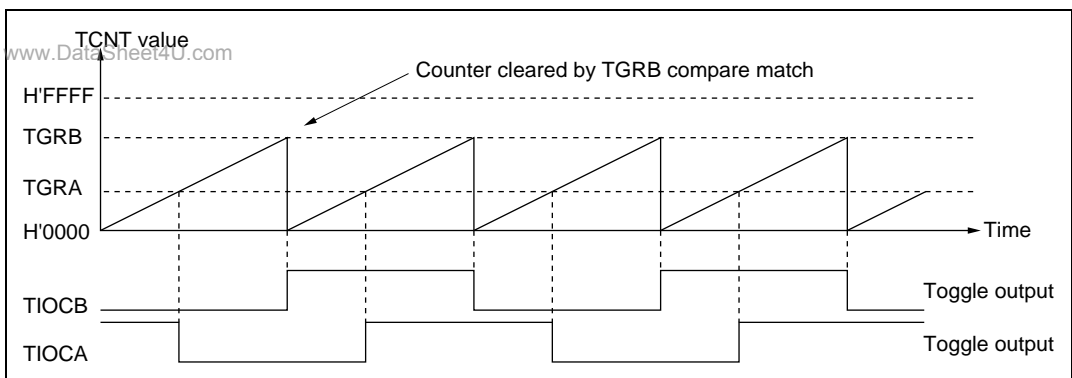 TCNT value
www.DataSheet4U.com
Counter cleared by TGRB compare match
H'FFFF
TGRB
TGRA
H'0000
Time
TIOCB
Toggle output
TIOCA
Toggle output